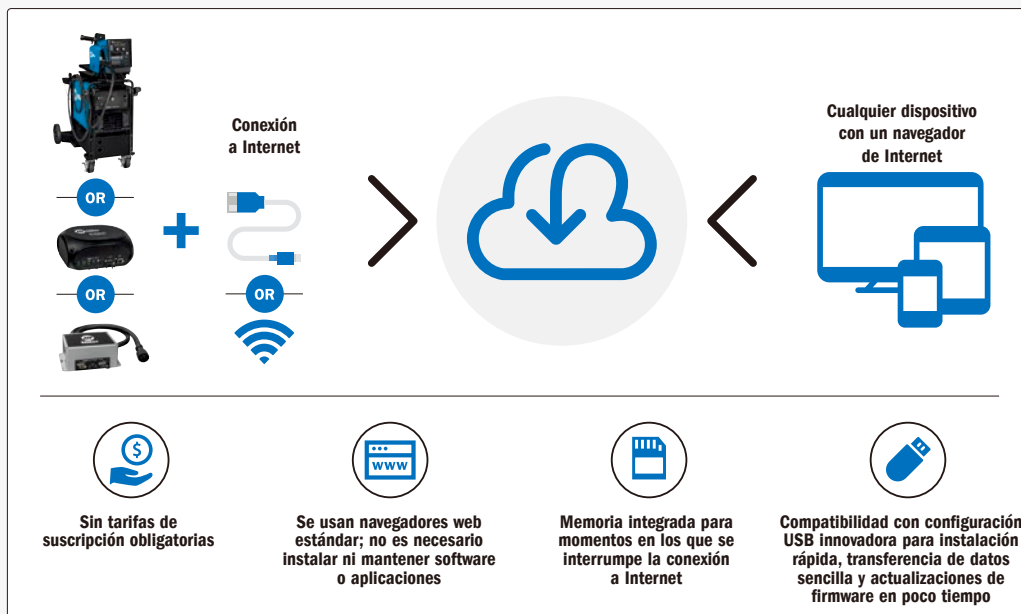 Conexión
a Internet
Cualquier dispositivo
con un navegador
de Internet
OR
OR
OR
$
Sin tarifas de
suscripción obligatorias
www
Se usan navegadores web
estándar; no es necesario
instalar ni mantener software
o aplicaciones
Memoria integrada para
momentos en los que se
interrumpe la conexión
a Internet
Compatibilidad con configuración
USB innovadora para instalación
rápida, transferencia de datos
sencilla y actualizaciones de
firmware en poco tiempo